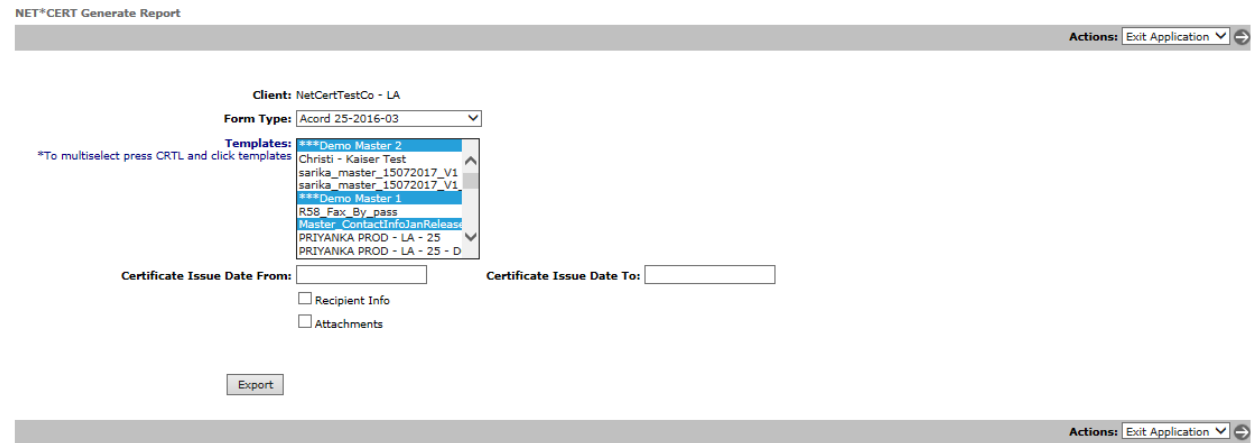 NET*CERT Generate Report
Actions: Exit Application
Client: NetCertTestCo - LA
Form Type: Acord 25-2016-03
Templates:
*To multiselect press CRTL and click templates
***Demo Master 2
Christi - Kaiser Test
sarika_master_15072017_V1
sarika_master_15072017_V1_
***Demo Master 1
R58_Fax_By_pass
Master_ContactInfoJanRelease
PRIYANKA PROD - LA - 25
PRIYANKA PROD - LA - 25 - D
Certificate Issue Date From: Certificate Issue Date To:
Recipient Info
Attachments
Export
Actions: Exit Application